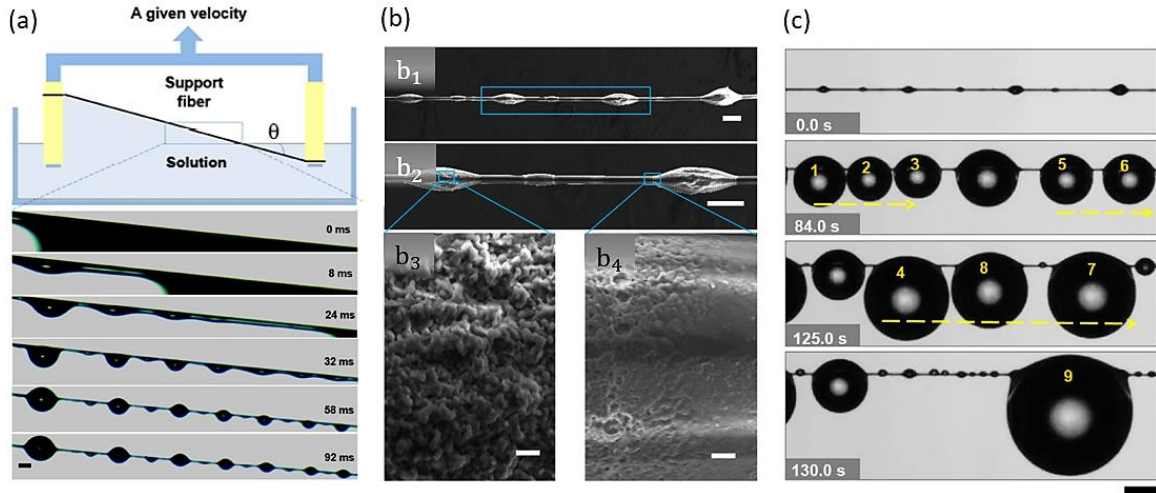 (a)
A given velocity
Support
fiber
θ
Solution
0 ms
8 ms
24 ms
32 ms
58 ms
92 ms
(b)
b1
b2
b3
b4
(c)
0.0 s
1 2 3 5 6
84.0 s
4 8 7
125.0 s
9
130.0 s